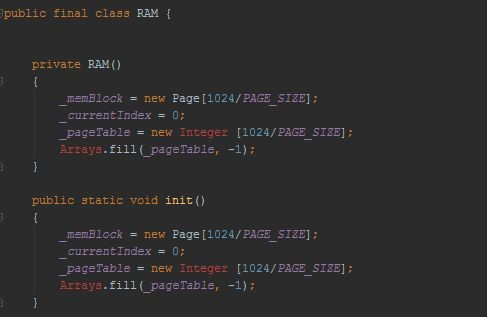 public final class RAM {
private RAM()
{
_memBlock = new Page[1024/PAGE_SIZE];
_currentIndex = 0;
_pageTable = new Integer [1024/PAGE_SIZE];
Arrays.fill(_pageTable, -1);
}
public static void init()
{
_memBlock = new Page[1024/PAGE_SIZE];
_currentIndex = 0;
_pageTable = new Integer [1024/PAGE_SIZE];
Arrays.fill(_pageTable, -1);
}